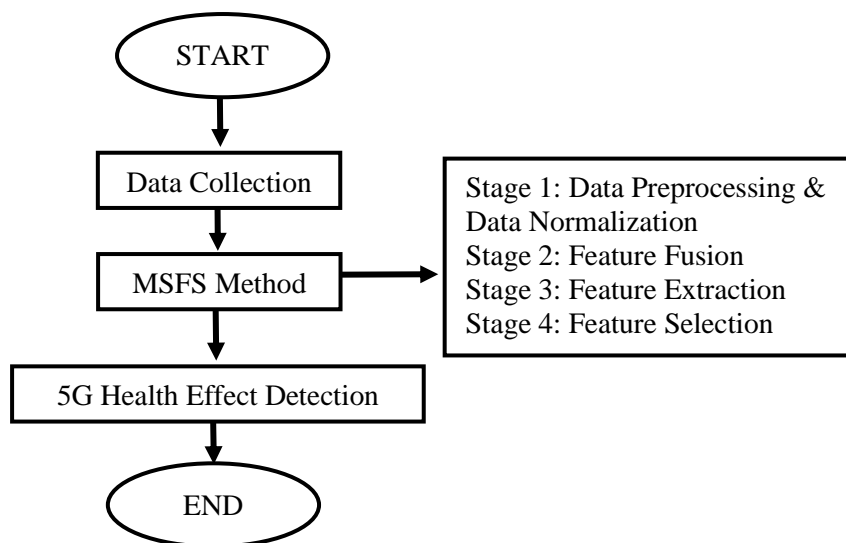 START
Data Collection
MSFS Method
Stage 1: Data Preprocessing &
Data Normalization
Stage 2: Feature Fusion
Stage 3: Feature Extraction
Stage 4: Feature Selection
5G Health Effect Detection
END